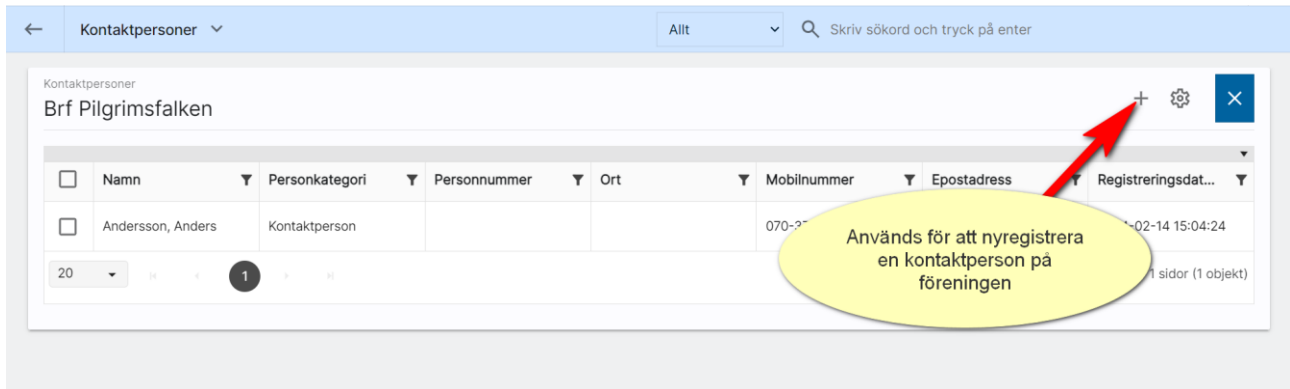 Kontaktpersoner
Allt
Skriv sökord och tryck på enter
Kontaktpersoner
Brf Pilgrimsfalken
Namn Personkategori Personnummer Ort Mobilnummer Epostadress Registreringsdat...
Andersson, Anders Kontaktperson 070-37 -02-14 15:04:24
Används för att nyregistrera
en kontaktperson på
föreningen
20 1 1 sidor (1 objekt)